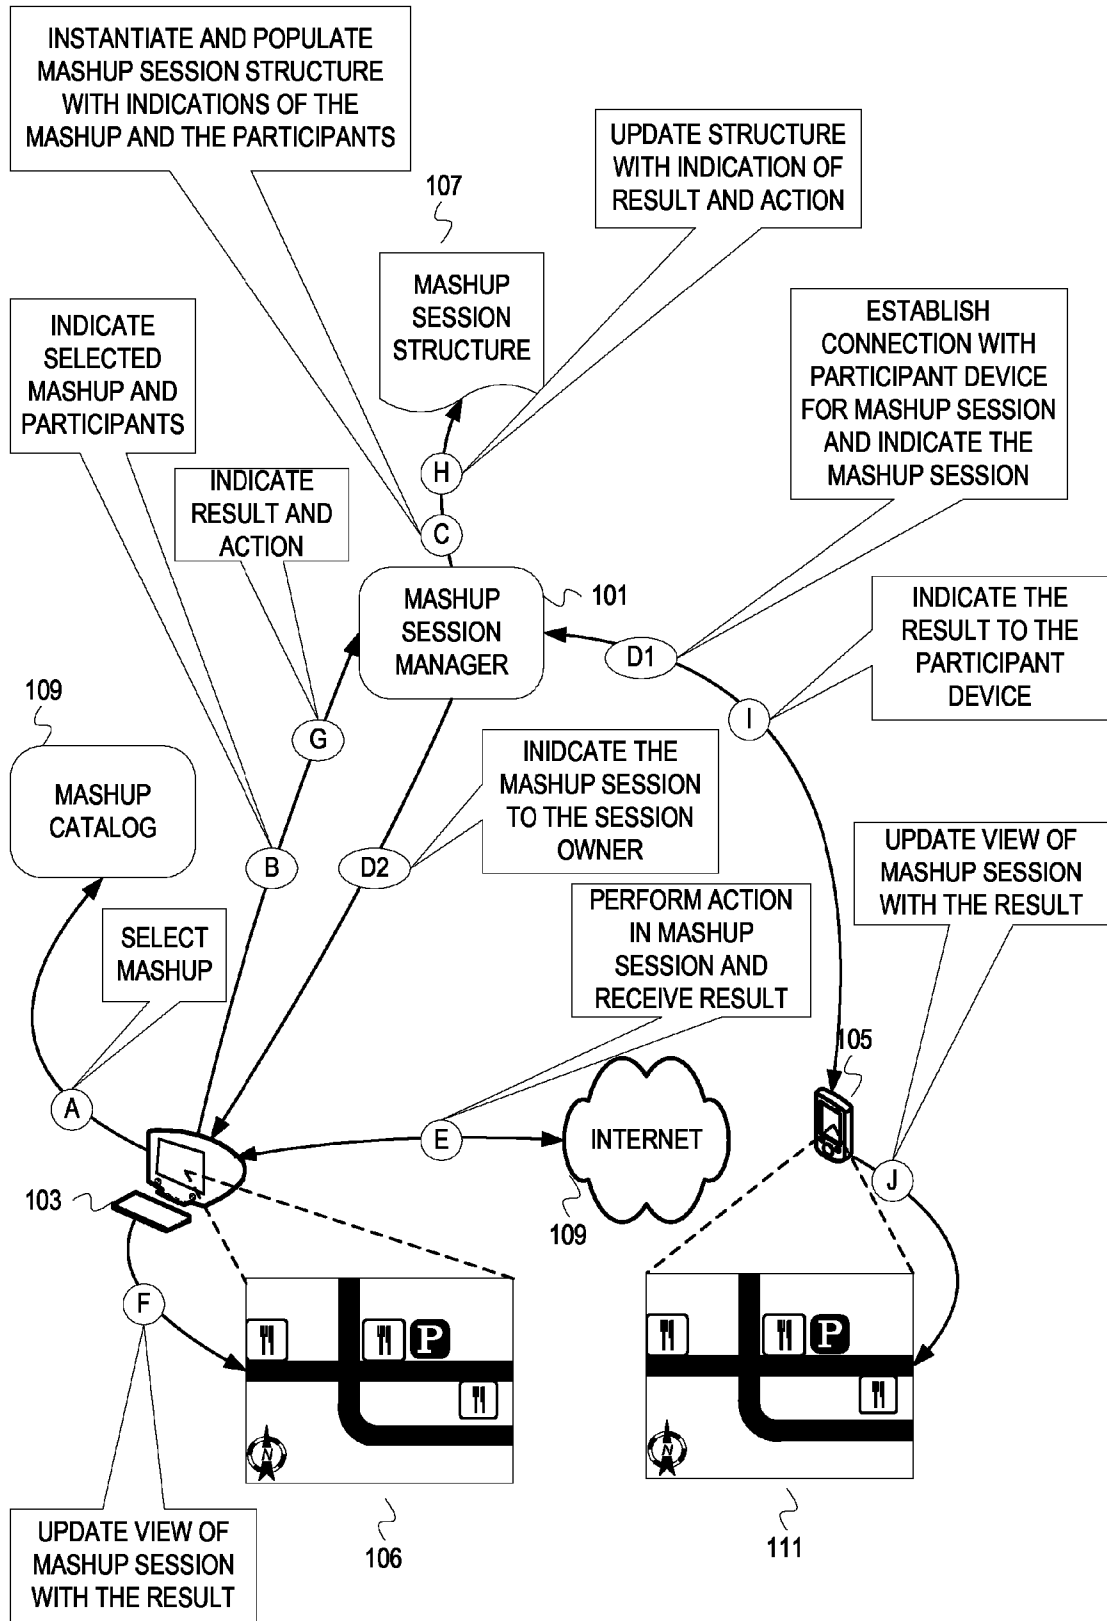 INSTANTIATE AND POPULATE
MASHUP SESSION STRUCTURE
WITH INDICATIONS OF THE
MASHUP AND THE PARTICIPANTS
UPDATE STRUCTURE
WITH INDICATION OF
RESULT AND ACTION
107
MASHUP
SESSION
STRUCTURE
INDICATE
SELECTED
MASHUP AND
PARTICIPANTS
ESTABLISH
CONNECTION WITH
PARTICIPANT DEVICE
FOR MASHUP SESSION
AND INDICATE THE
MASHUP SESSION
H
INDICATE
RESULT AND
ACTION
C
MASHUP
SESSION
MANAGER
101
D1
INDICATE THE
RESULT TO THE
PARTICIPANT
DEVICE
I
109
MASHUP
CATALOG
G
INIDCATE THE
MASHUP SESSION
TO THE SESSION
OWNER
B
D2
UPDATE VIEW OF
MASHUP SESSION
WITH THE RESULT
SELECT
MASHUP
PERFORM ACTION
IN MASHUP
SESSION AND
RECEIVE RESULT
105
A
E
INTERNET
J
103
109
F
P
N
P
N
106
111
UPDATE VIEW OF
MASHUP SESSION
WITH THE RESULT